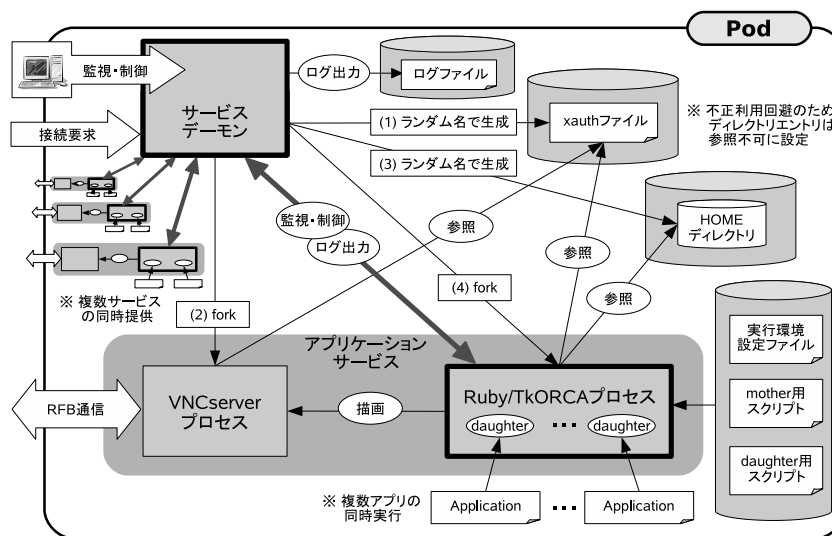 Pod
監視・制御
サービス
デーモン
ログ出力
ログファイル
接続要求
(1) ランダム名で生成
xauthファイル
※ 不正利用回避のため
ディレクトリエントリは
参照不可に設定
(3) ランダム名で生成
HOME
ディレクトリ
監視・制御
ログ出力
参照
参照
参照
※ 複数サービス
の同時提供
(2) fork
(4) fork
アプリケーション
サービス
実行環境
設定ファイル
mother用
スクリプト
daughter用
スクリプト
RFB通信
VNCserver
プロセス
描画
Ruby/TkORCAプロセス
daughter
･･･
daughter
※ 複数アプリの
同時実行
Application
･･･
Application